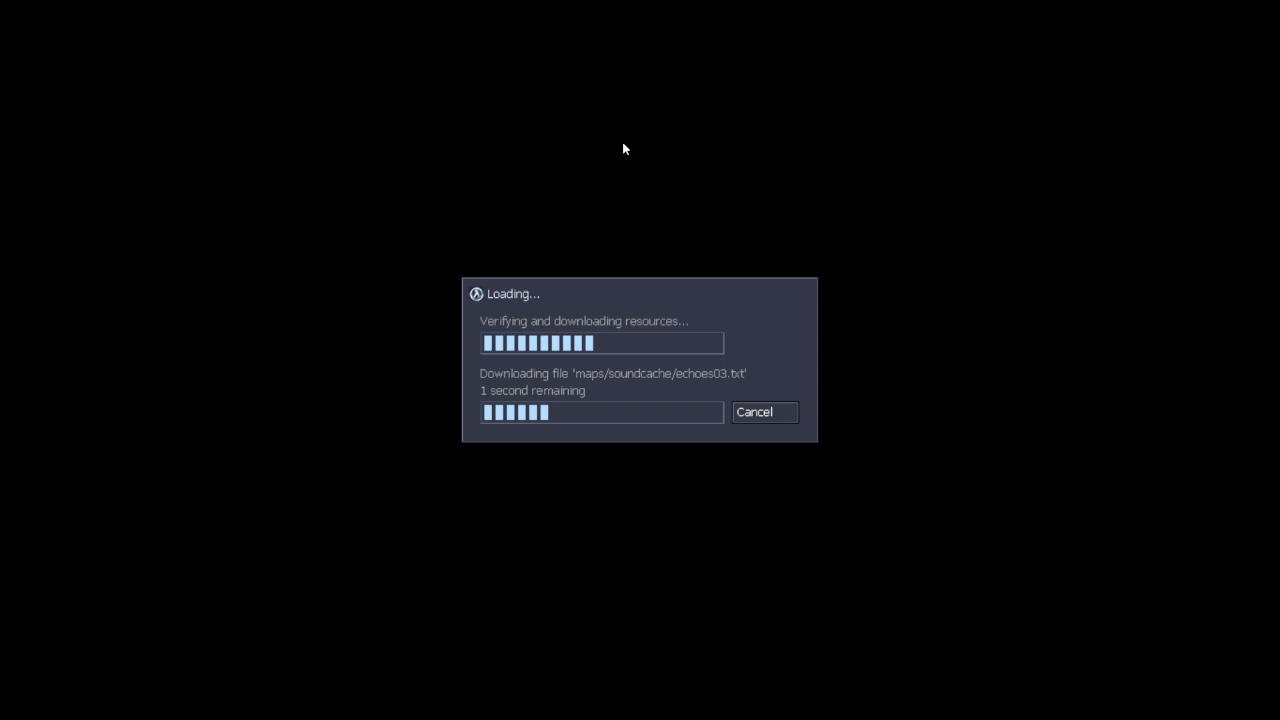 Loading...
Verifying and downloading resources...
Downloading file 'maps/soundcache/echoes03.txt'
1 second remaining
Cancel